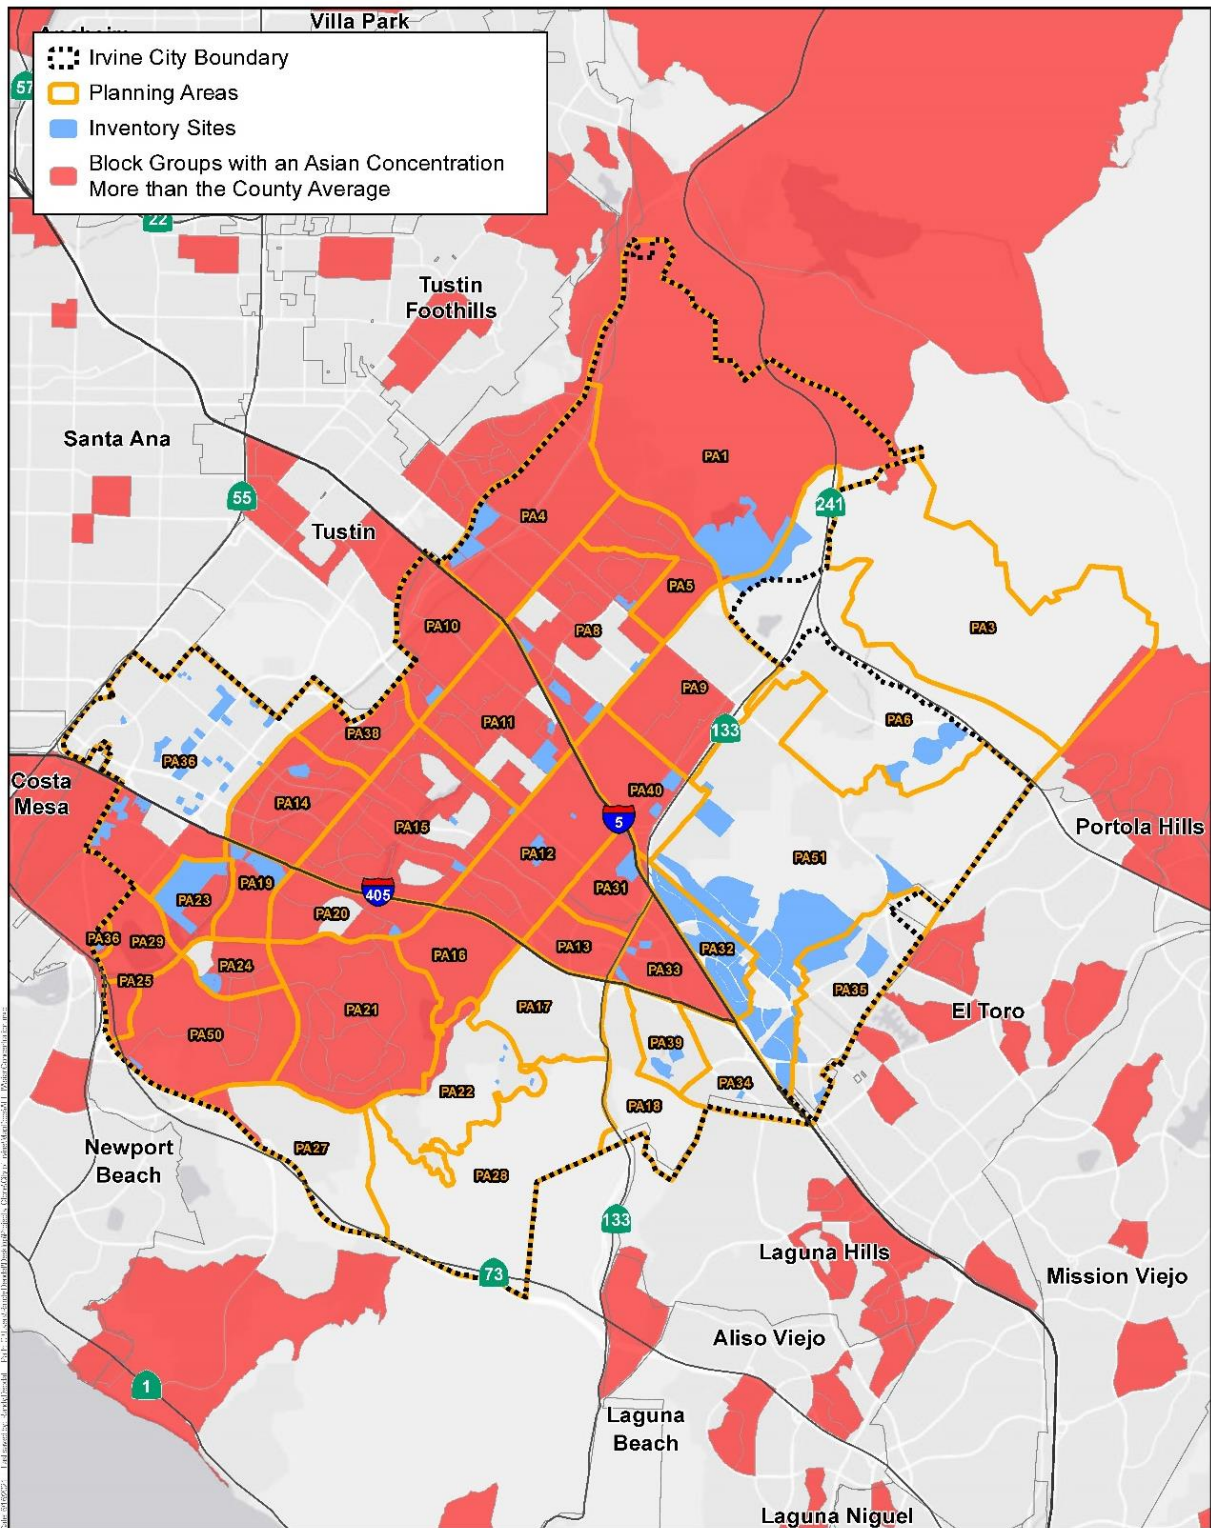 Villa Park
Irvine City Boundary
Planning Areas
Inventory Sites
Block Groups with an Asian Concentration
More than the County Average
57
22
Tustin
Foothills
Santa Ana
55
Tustin
PA1
241
PA4
PA5
PA10
PA8
PA3
PA9
PA11
PA6
133
PA38
PA36
Costa
Mesa
PA14
PA40
PA15
5
Portola Hills
PA12
PA51
405
PA19
PA31
PA23
PA20
PA36
PA29
PA13
PA32
PA16
PA24
PA33
PA25
PA35
PA17
PA21
El Toro
PA50
PA39
PA34
PA22
PA18
Newport
Beach
PA27
PA28
133
Laguna Hills
73
Mission Viejo
Aliso Viejo
1
Laguna
Beach
Laguna Niguel